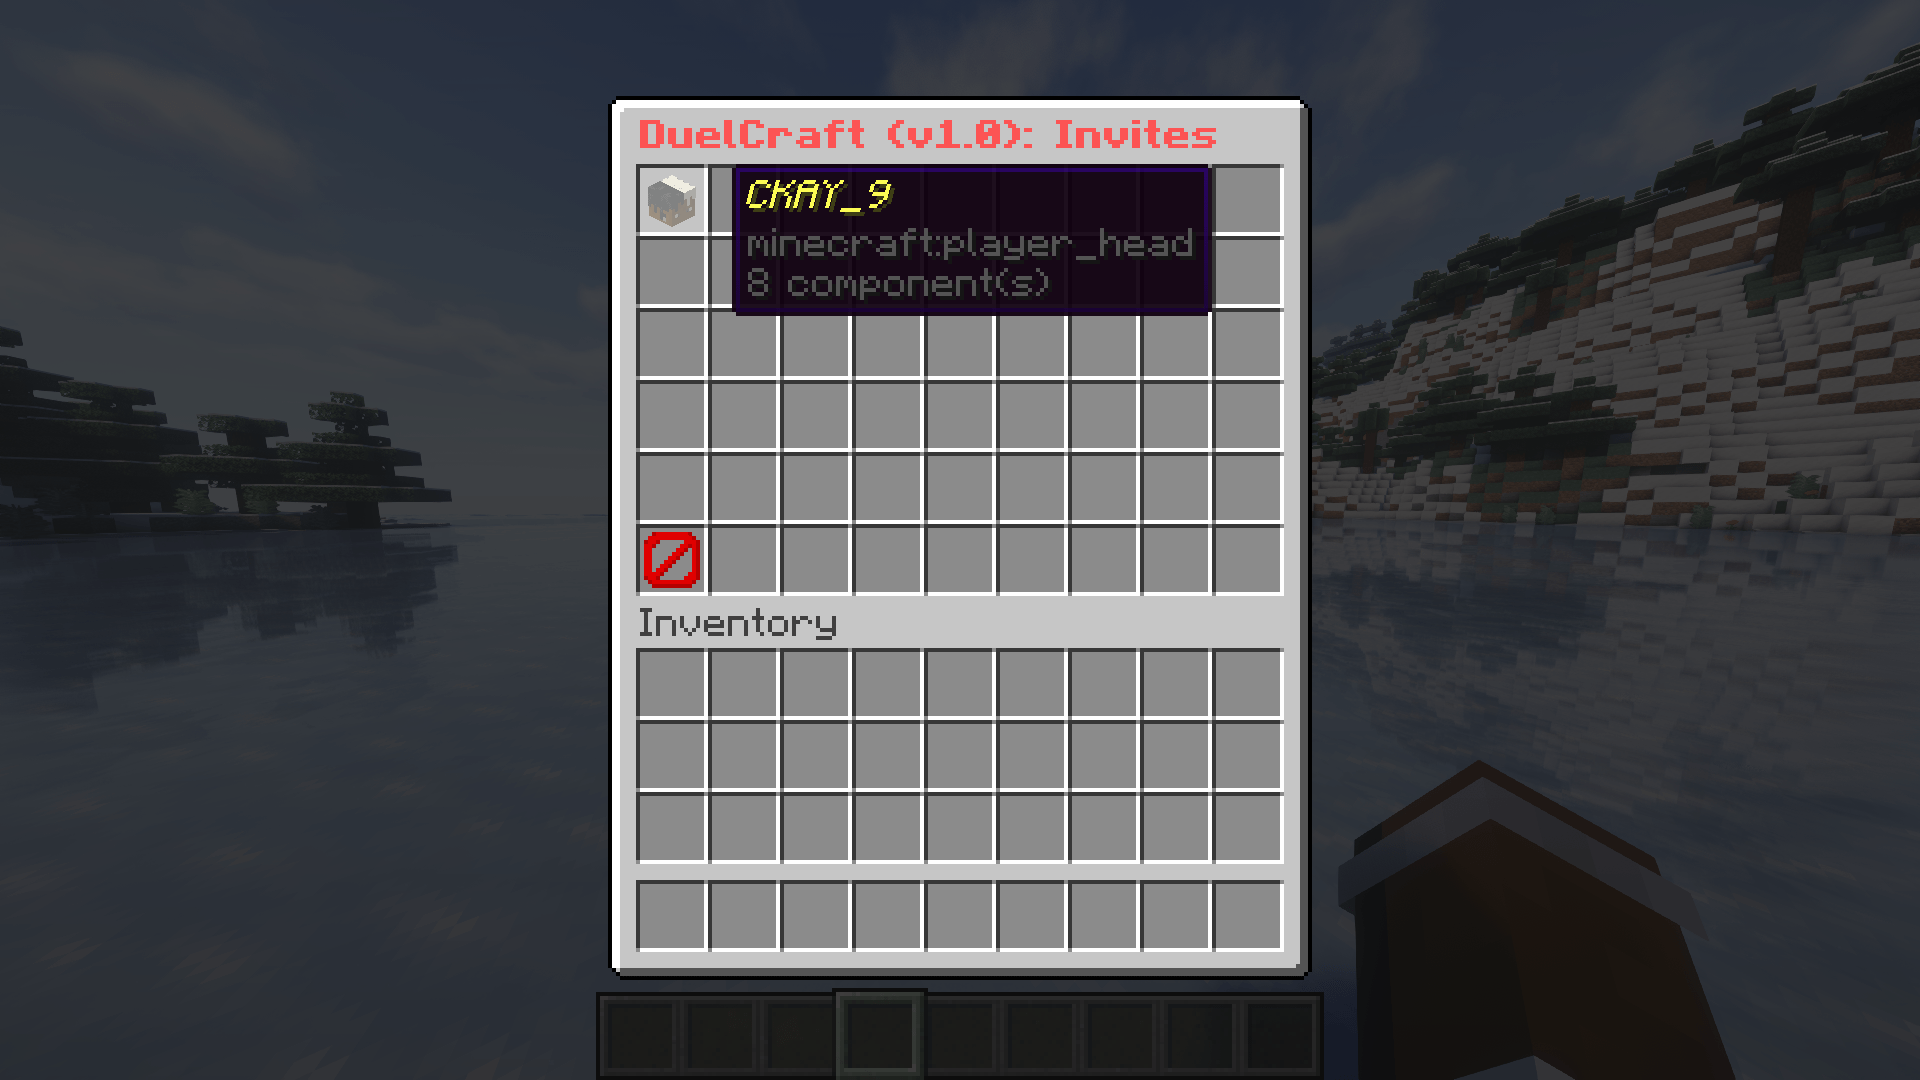 DuelCraft (v1.0): Invites
CKAY_9
minecraft:player_head
8 component(s)
Inventory